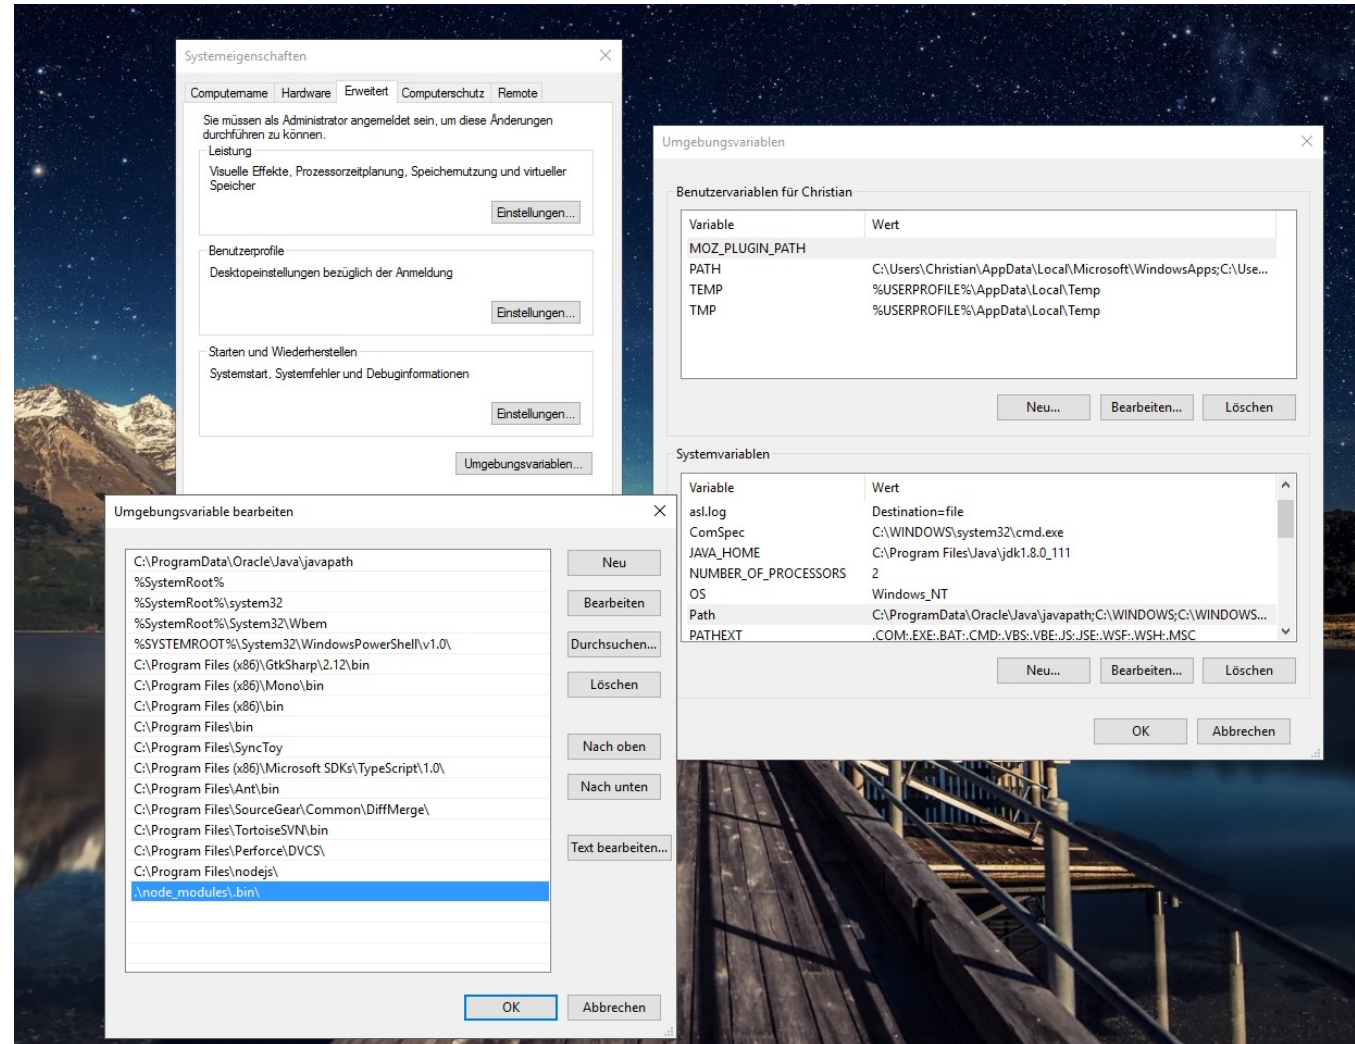 Systemeigenschaften
Computername Hardware Erweitert Computerschutz Remote
Sie müssen als Administrator angemeldet sein, um diese Änderungen
durchführen zu können.
Leistung
Visuelle Effekte, Prozessorzeitplanung, Speichernutzung und virtueller
Speicher
Einstellungen...
Benutzerprofile
Desktopeinstellungen bezüglich der Anmeldung
Einstellungen...
Starten und Wiederherstellen
Systemstart, Systemfehler und Debuginformationen
Einstellungen...
Umgebungsvariablen...
Umgebungsvariablen
Benutzervariablen für Christian
Variable Wert
MOZ_PLUGIN_PATH
PATH C:\Users\Christian\AppData\Local\Microsoft\WindowsApps;C:\Use...
TEMP %USERPROFILE%\AppData\Local\Temp
TMP %USERPROFILE%\AppData\Local\Temp
Neu... Bearbeiten... Löschen
Systemvariablen
Variable Wert
asl.log Destination=file
ComSpec C:\WINDOWS\system32\cmd.exe
JAVA_HOME C:\Program Files\Java\jdk1.8.0_111
NUMBER_OF_PROCESSORS 2
OS Windows_NT
Path C:\ProgramData\Oracle\Java\javapath;C:\WINDOWS;C:\WINDOWS...
PATHEXT .COM;.EXE;.BAT;.CMD;.VBS;.VBE;.JS;.JSE;.WSF;.WSH;.MSC
Neu... Bearbeiten... Löschen
OK Abbrechen
Umgebungsvariable bearbeiten
C:\ProgramData\Oracle\Java\javapath
%SystemRoot%
%SystemRoot%\system32
%SystemRoot%\System32\Wbem
%SYSTEMROOT%\System32\WindowsPowerShell\v1.0\
C:\Program Files (x86)\GtkSharp\2.12\bin
C:\Program Files (x86)\Mono\bin
C:\Program Files (x86)\bin
C:\Program Files\bin
C:\Program Files\SyncToy
C:\Program Files (x86)\Microsoft SDKs\TypeScript\1.0\
C:\Program Files\Ant\bin
C:\Program Files\SourceGear\Common\DiffMerge\
C:\Program Files\TortoiseSVN\bin
C:\Program Files\Perforce\DVCS\
C:\Program Files\nodejs\
.\node_modules\.bin\
Neu
Bearbeiten
Durchsuchen...
Löschen
Nach oben
Nach unten
Text bearbeiten...
OK Abbrechen